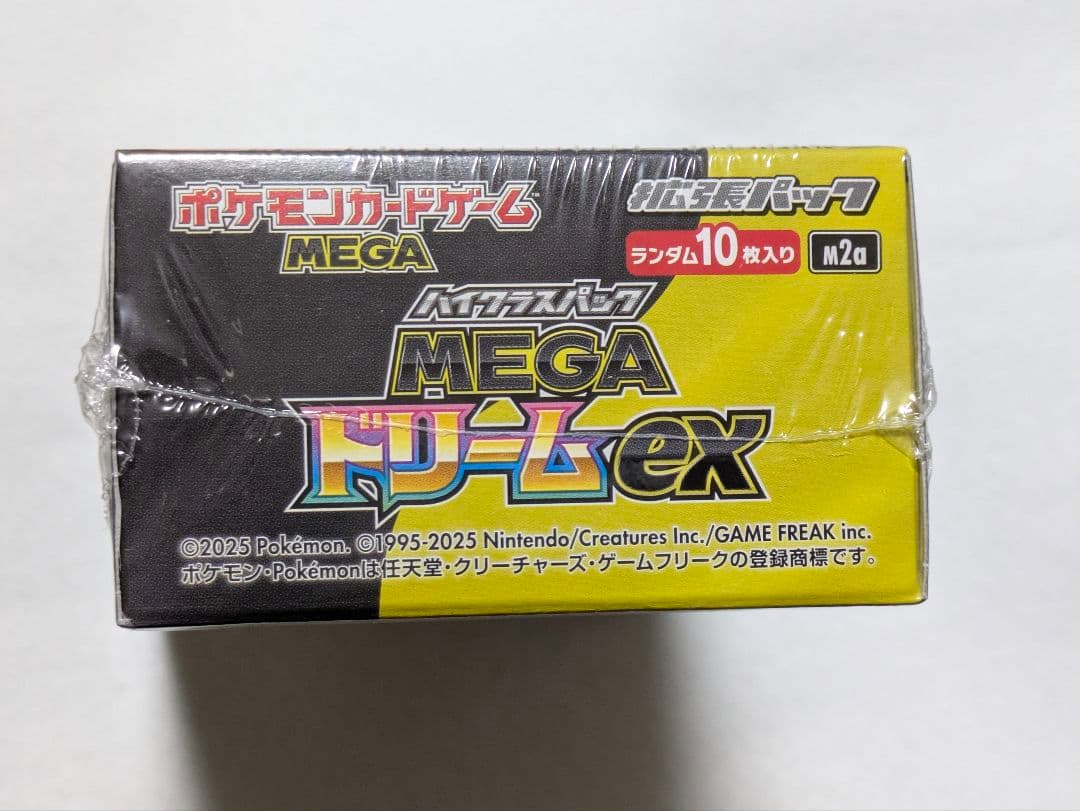 ポケモンカードゲーム™
MEGA
拡張パック
ランダム10枚入り
M2a
ハイクラスパック
MEGA
ドリームex
©2025 Pokémon. ©1995-2025 Nintendo/Creatures Inc./GAME FREAK inc.
ポケモン・Pokémonは任天堂・クリーチャーズ・ゲームフリークの登録商標です。